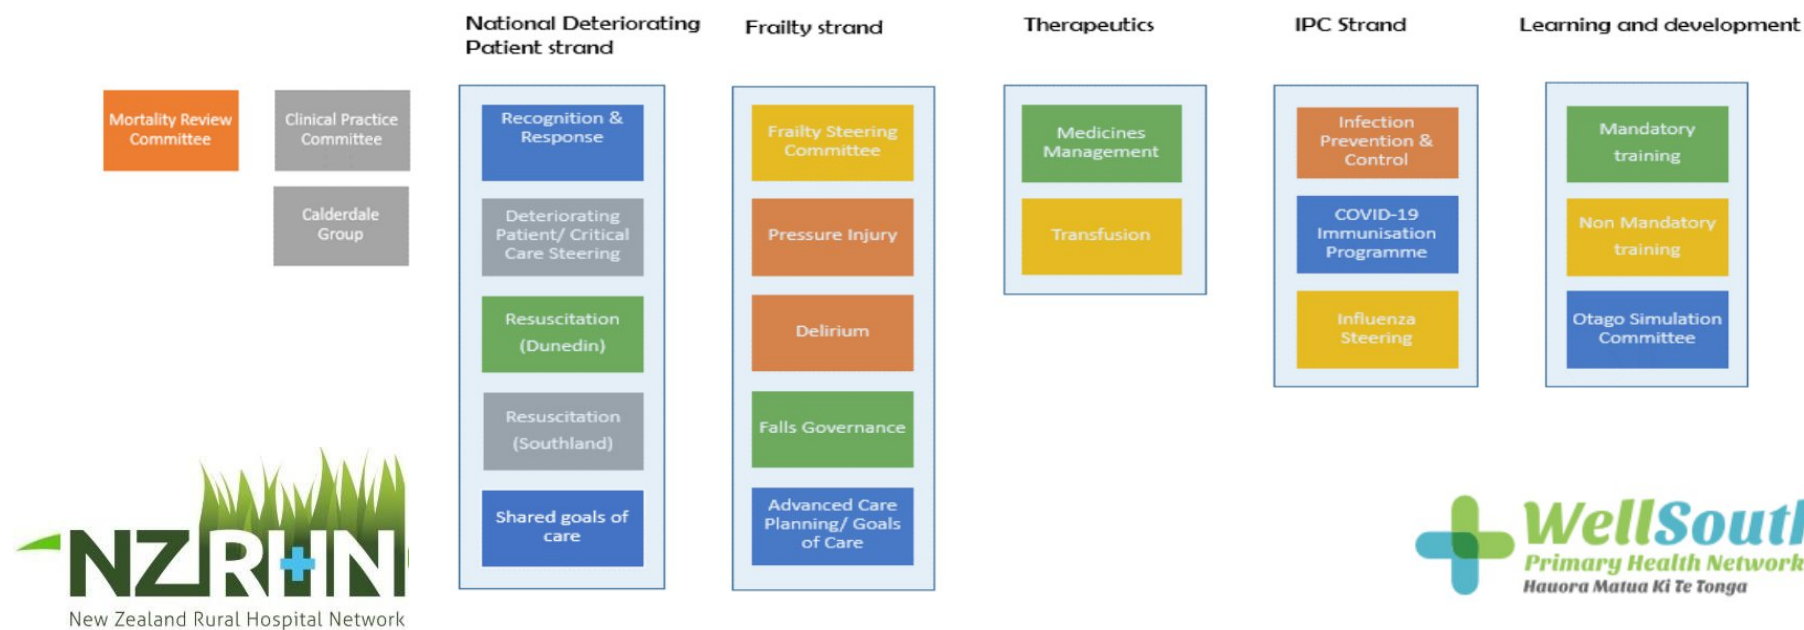 National Deteriorating
Patient strand
Frailty strand
Therapeutics
IPC Strand
Learning and development
Mortality Review
Committee
Clinical Practice
Committee
Calderdale
Group
Recognition &
Response
Deteriorating
Patient/ Critical
Care Steering
Resuscitation
(Dunedin)
Resuscitation
(Southland)
Shared goals of
care
Frailty Steering
Committee
Pressure Injury
Delirium
Falls Governance
Advanced Care
Planning/ Goals
of Care
Medicines
Management
Transfusion
Infection
Prevention &
Control
COVID-19
Immunisation
Programme
Influenza
Steering
Mandatory
training
Non Mandatory
training
Otago Simulation
Committee
NZRHN
New Zealand Rural Hospital Network
WellSouth
Primary Health Network
Hauora Matua Ki Te Tonga